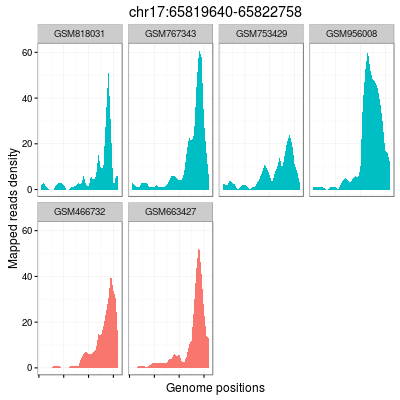 chr17:65819640-65822758
GSM818031 GSM767343 GSM753429 GSM956008
60
40
20
0
GSM466732 GSM663427
60
40
20
0
Mapped reads density
Genome positions